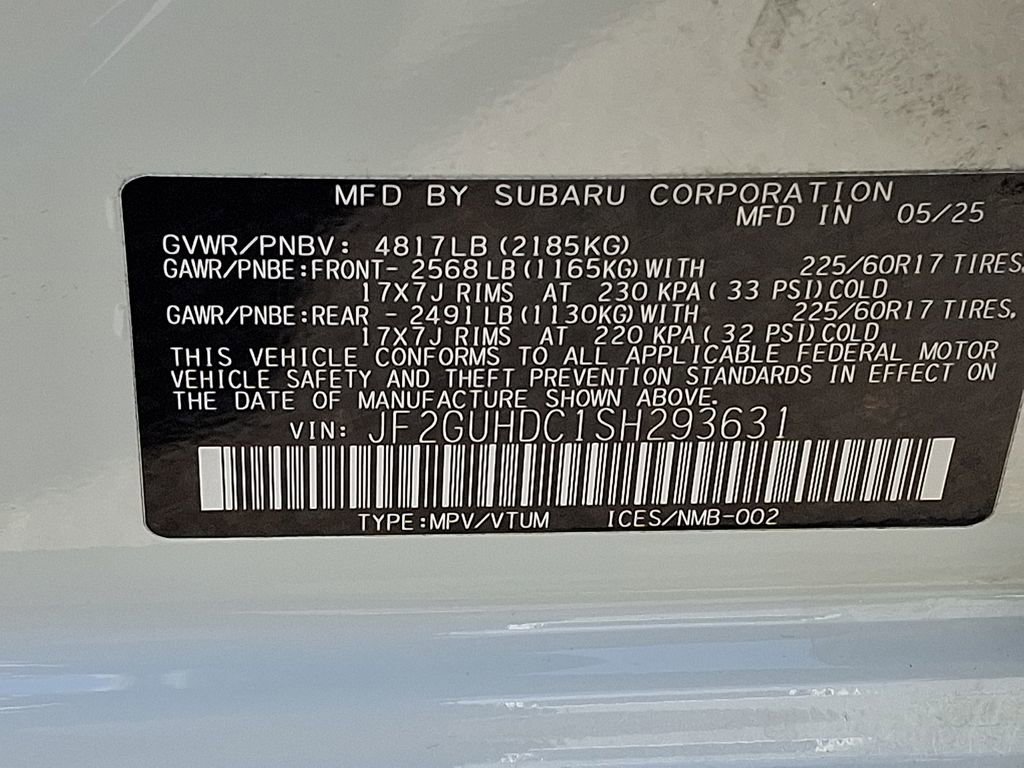 MFD BY SUBARU CORPORATION
MFD IN 05/25
GVWR/PNBV: 4817LB (2185KG)
GAWR/PNBE:FRONT- 2568 LB (1165KG) WITH 225/60R17 TIRES.
17X7J RIMS AT 230 KPA ( 33 PSI) COLD
GAWR/PNBE:REAR - 2491 LB (1130KG) WITH 225/60R17 TIRES.
17X7J RIMS AT 220 KPA ( 32 PSI) COLD
THIS VEHICLE CONFORMS TO ALL APPLICABLE FEDERAL MOTOR
VEHICLE SAFETY AND THEFT PREVENTION STANDARDS IN EFFECT ON
THE DATE OF MANUFACTURE SHOWN ABOVE.
VIN: JF2GUHDC1SH293631
TYPE:MPV/VTUM ICES/NMB-002